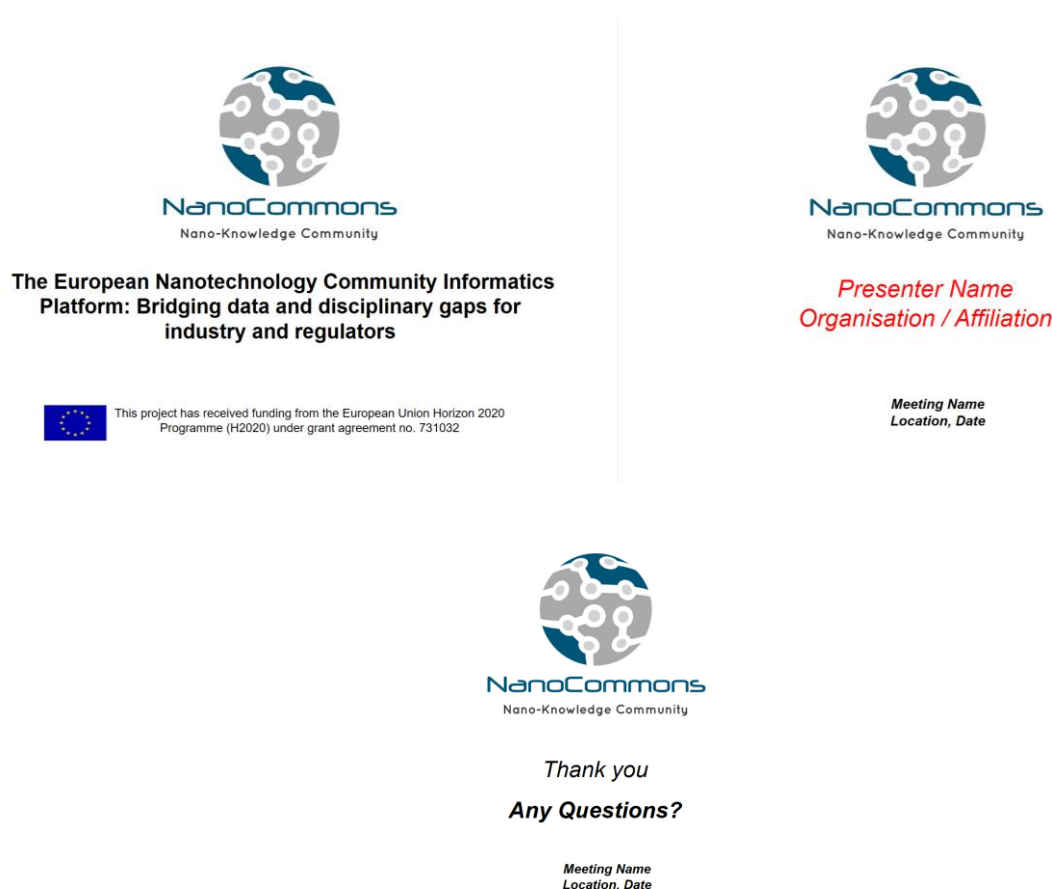 NanoCommons
Nano-Knowledge Community
The European Nanotechnology Community Informatics
Platform: Bridging data and disciplinary gaps for
industry and regulators
This project has received funding from the European Union Horizon 2020
Programme (H2020) under grant agreement no. 731032
NanoCommons
Nano-Knowledge Community
Presenter Name
Organisation / Affiliation
Meeting Name
Location, Date
NanoCommons
Nano-Knowledge Community
Thank you
Any Questions?
Meeting Name
Location, Date